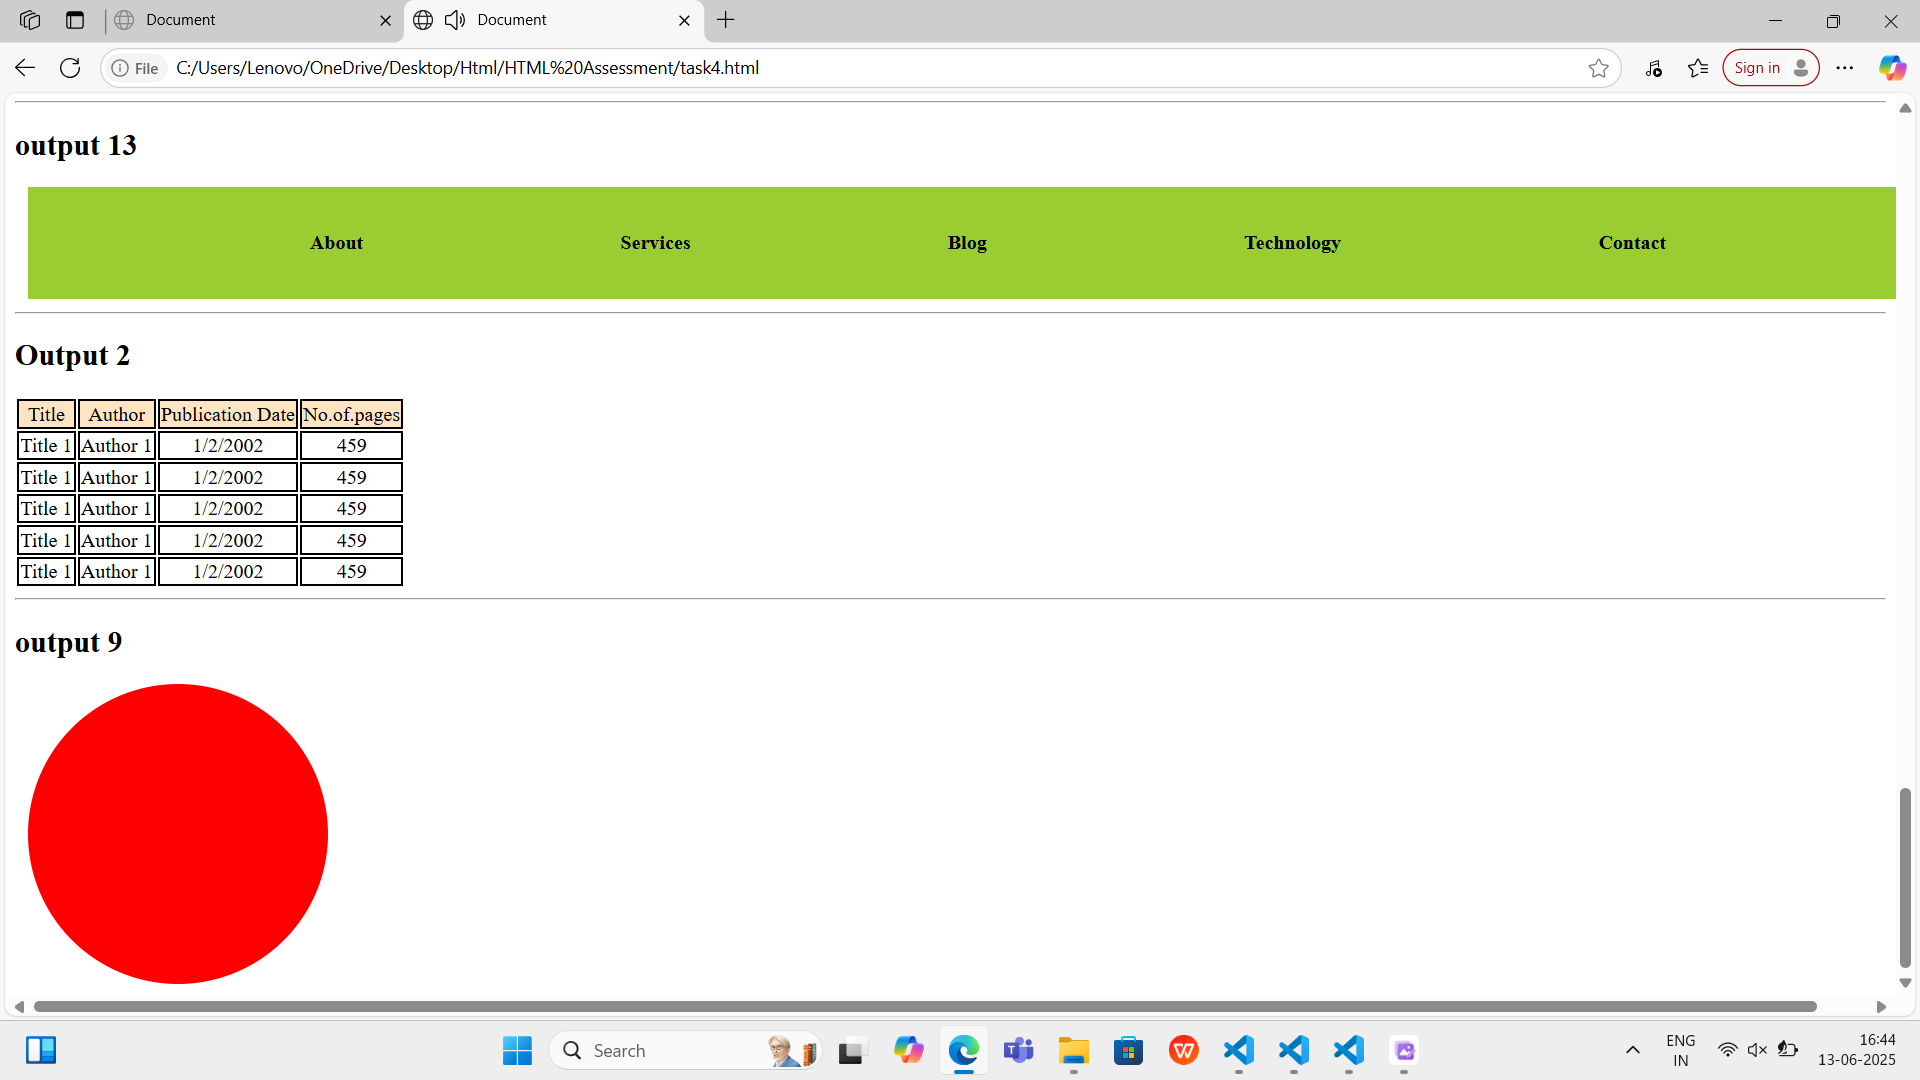 Document
Document
File C:/Users/Lenovo/OneDrive/Desktop/Html/HTML%20Assessment/task4.html
Sign in
output 13
About Services Blog Technology Contact
Output 2
Title Author Publication Date No.of.pages
Title 1 Author 1 1/2/2002 459
Title 1 Author 1 1/2/2002 459
Title 1 Author 1 1/2/2002 459
Title 1 Author 1 1/2/2002 459
Title 1 Author 1 1/2/2002 459
output 9
Search
W
ENG
IN
16:44
13-06-2025